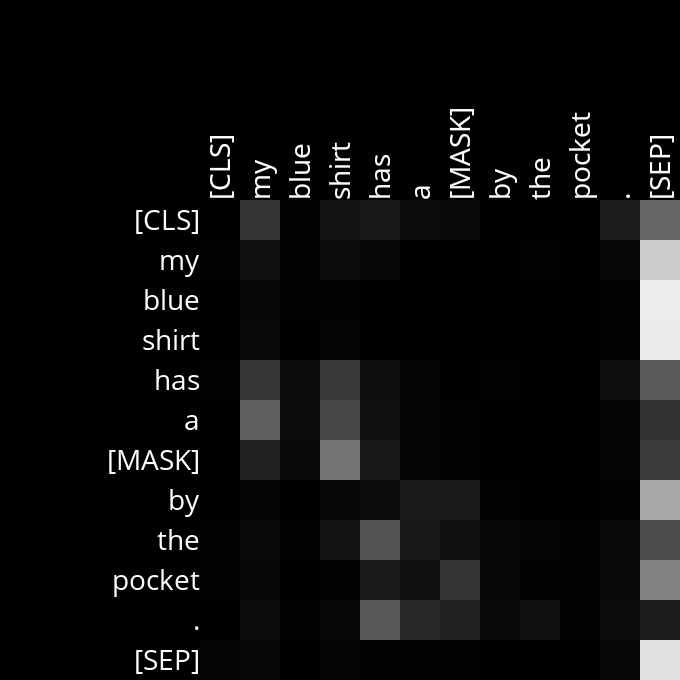 [CLS] my blue shirt has a [MASK] by the pocket . [SEP]
[CLS]
my
blue
shirt
has
a
[MASK]
by
the
pocket
.
[SEP]